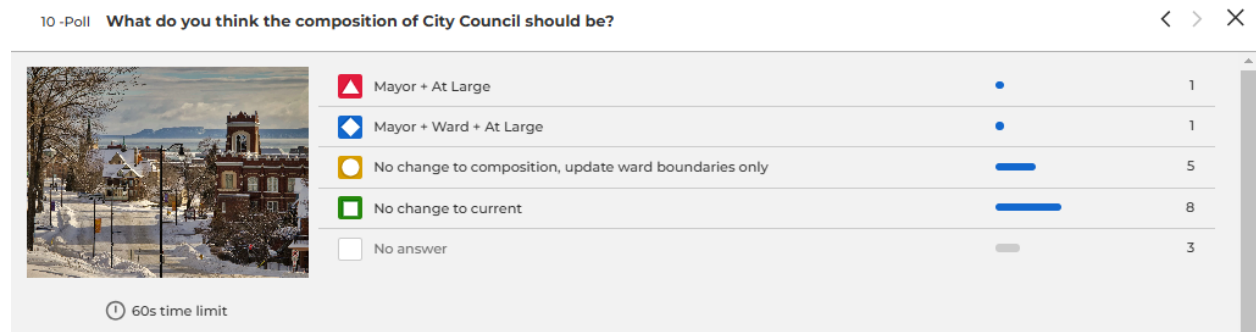 10 -Poll What do you think the composition of City Council should be?
Mayor + At Large 1
Mayor + Ward + At Large 1
No change to composition, update ward boundaries only 5
No change to current 8
No answer 3
60s time limit